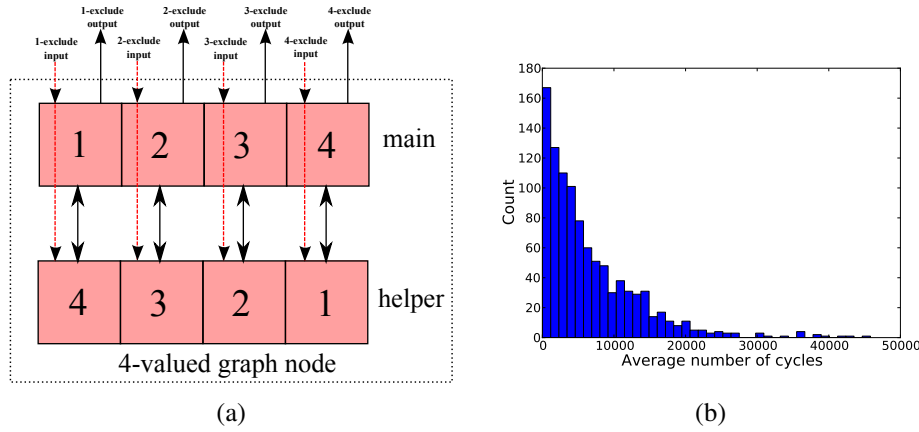 1-exclude output 2-exclude output 3-exclude output 4-exclude output
1-exclude input 2-exclude input 3-exclude input 4-exclude input
1 2 3 4 main
4 3 2 1 helper
4-valued graph node
(a)
180
160
140
120
100
80
60
40
20
0
Count
0 10000 20000 30000 40000 50000
Average number of cycles
(b)